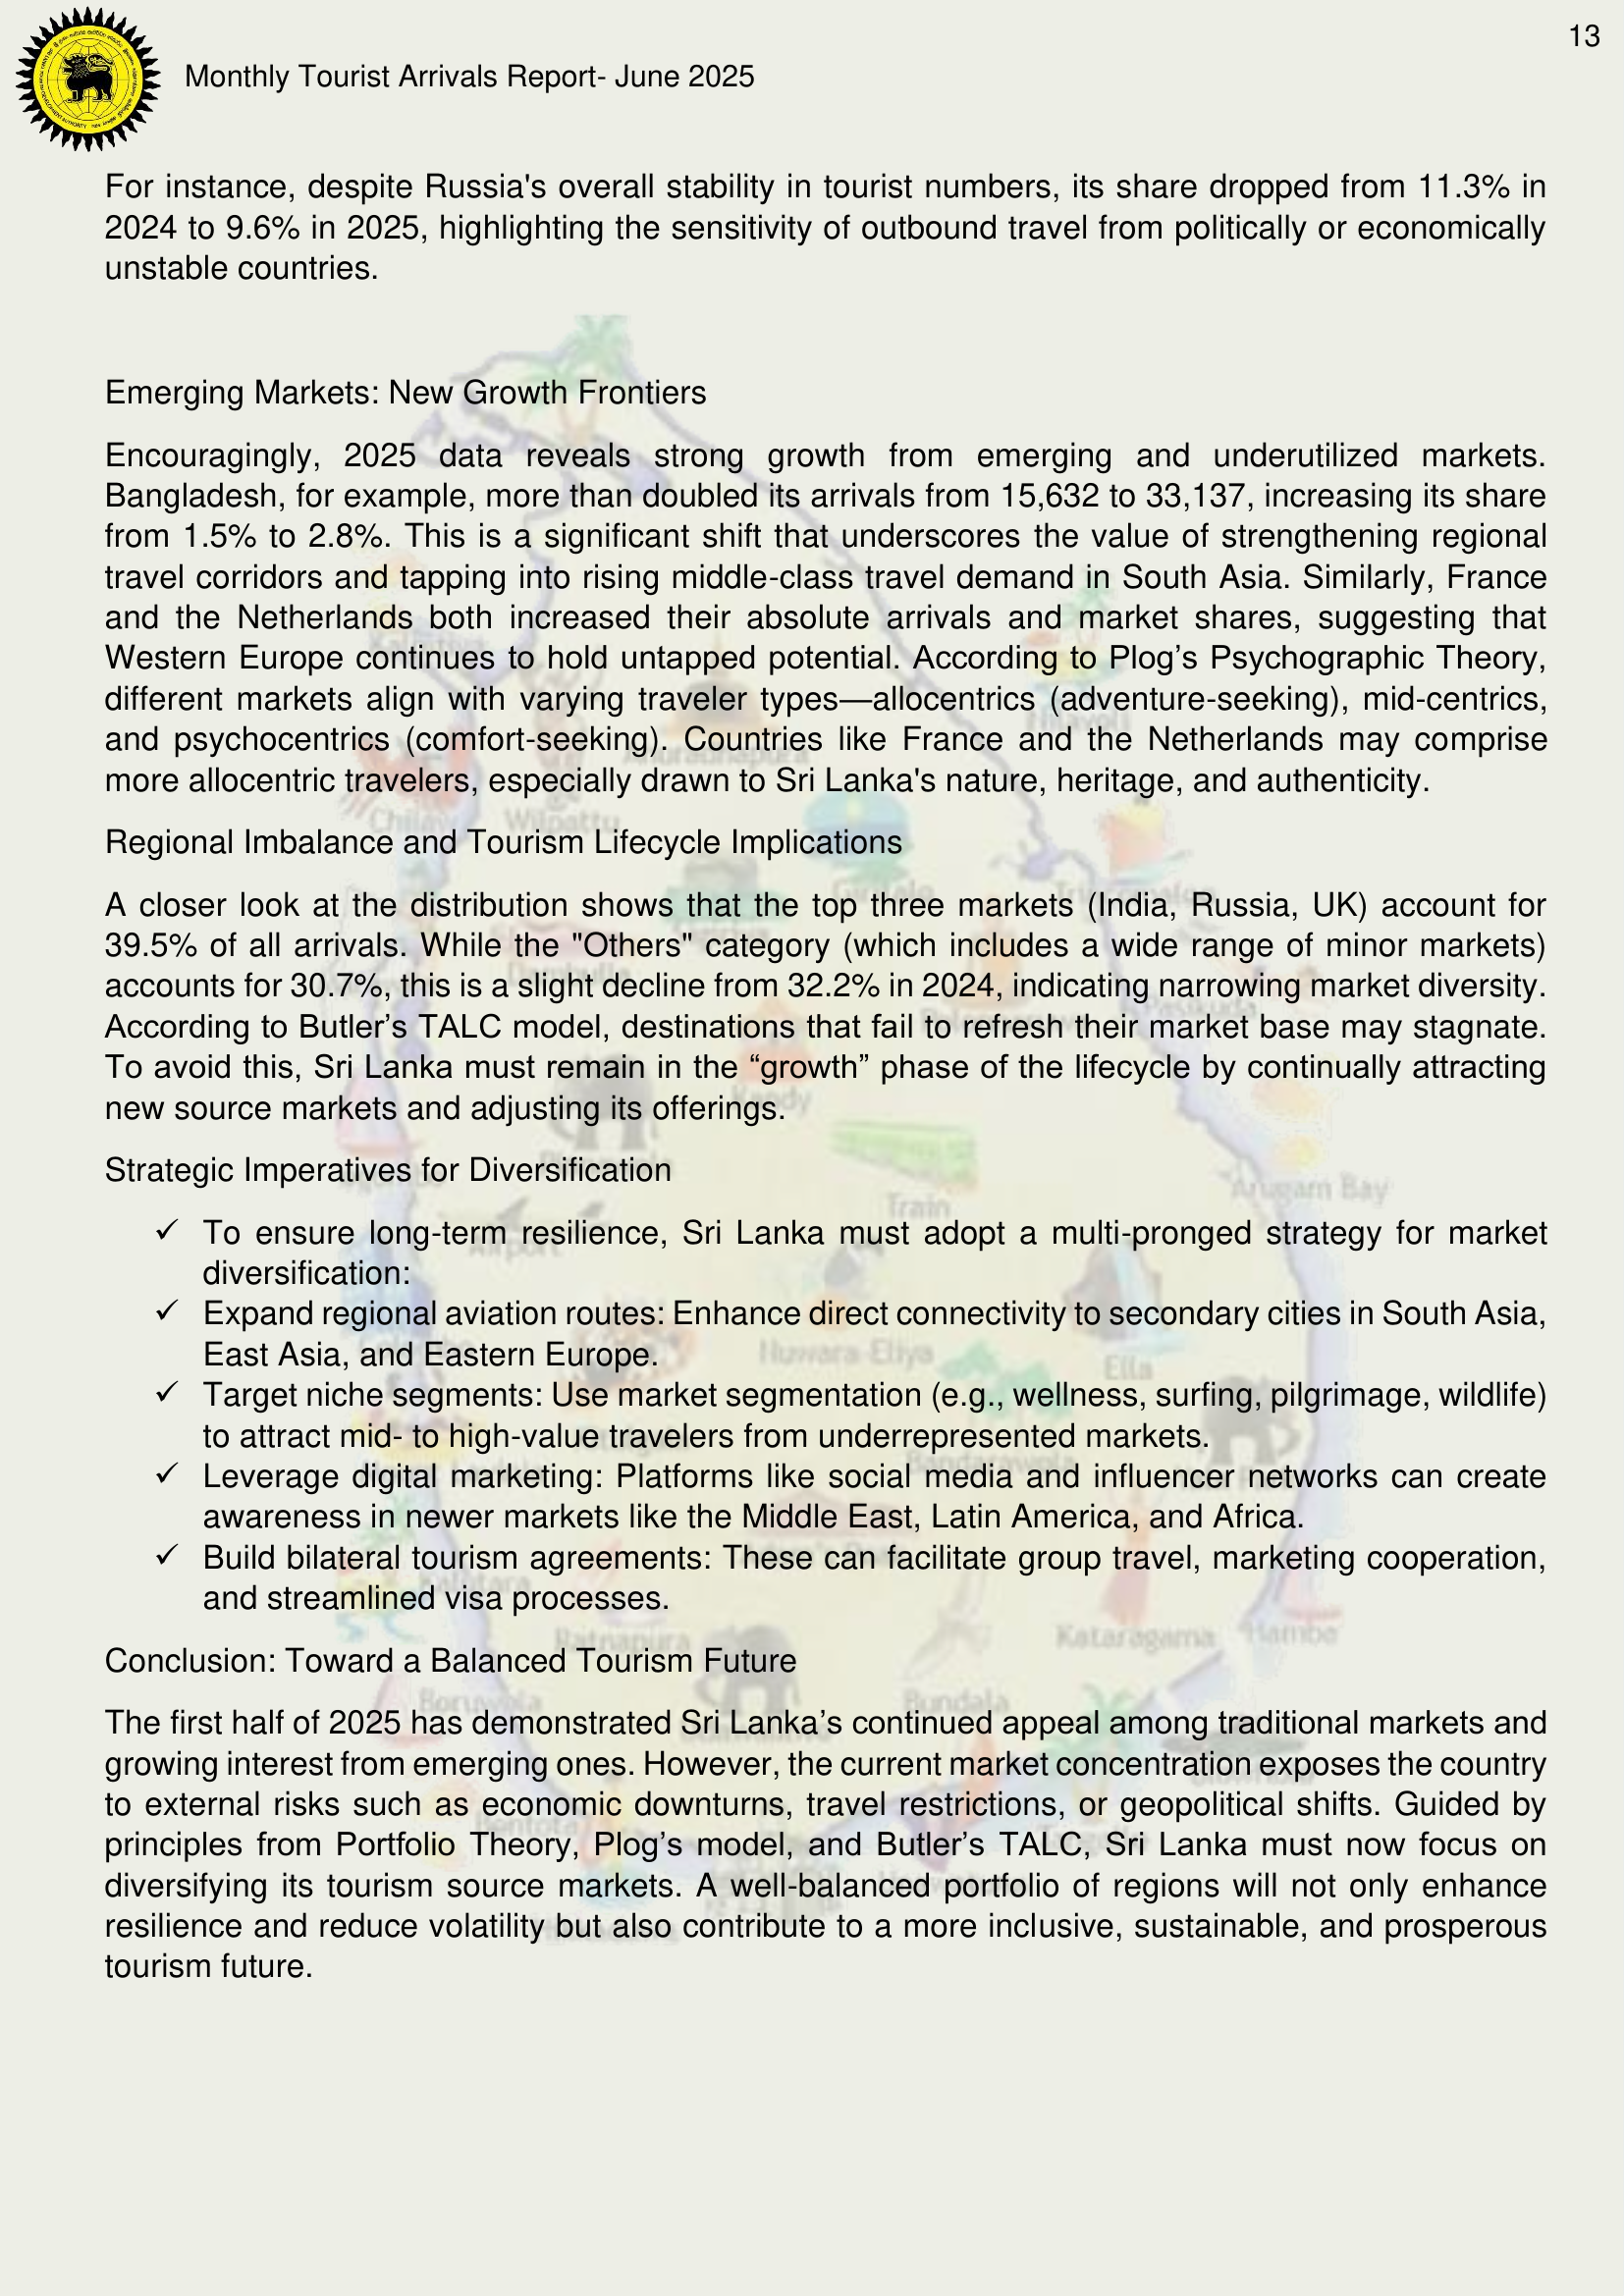 13
Monthly Tourist Arrivals Report- June 2025
For instance, despite Russia's overall stability in tourist numbers, its share dropped from 11.3% in
2024 to 9.6% in 2025, highlighting the sensitivity of outbound travel from politically or economically
unstable countries.
Emerging Markets: New Growth Frontiers
Encouragingly, 2025 data reveals strong growth from emerging and underutilized markets.
Bangladesh, for example, more than doubled its arrivals from 15,632 to 33,137, increasing its share
from 1.5% to 2.8%. This is a significant shift that underscores the value of strengthening regional
travel corridors and tapping into rising middle-class travel demand in South Asia. Similarly, France
and the Netherlands both increased their absolute arrivals and market shares, suggesting that
Western Europe continues to hold untapped potential. According to Plog’s Psychographic Theory,
different markets align with varying traveler types—allocentrics (adventure-seeking), mid-centrics,
and psychocentrics (comfort-seeking). Countries like France and the Netherlands may comprise
more allocentric travelers, especially drawn to Sri Lanka's nature, heritage, and authenticity.
Regional Imbalance and Tourism Lifecycle Implications
A closer look at the distribution shows that the top three markets (India, Russia, UK) account for
39.5% of all arrivals. While the "Others" category (which includes a wide range of minor markets)
accounts for 30.7%, this is a slight decline from 32.2% in 2024, indicating narrowing market diversity.
According to Butler’s TALC model, destinations that fail to refresh their market base may stagnate.
To avoid this, Sri Lanka must remain in the “growth” phase of the lifecycle by continually attracting
new source markets and adjusting its offerings.
Strategic Imperatives for Diversification
✓ To ensure long-term resilience, Sri Lanka must adopt a multi-pronged strategy for market
diversification:
✓ Expand regional aviation routes: Enhance direct connectivity to secondary cities in South Asia,
East Asia, and Eastern Europe.
✓ Target niche segments: Use market segmentation (e.g., wellness, surfing, pilgrimage, wildlife)
to attract mid- to high-value travelers from underrepresented markets.
✓ Leverage digital marketing: Platforms like social media and influencer networks can create
awareness in newer markets like the Middle East, Latin America, and Africa.
✓ Build bilateral tourism agreements: These can facilitate group travel, marketing cooperation,
and streamlined visa processes.
Conclusion: Toward a Balanced Tourism Future
The first half of 2025 has demonstrated Sri Lanka’s continued appeal among traditional markets and
growing interest from emerging ones. However, the current market concentration exposes the country
to external risks such as economic downturns, travel restrictions, or geopolitical shifts. Guided by
principles from Portfolio Theory, Plog’s model, and Butler’s TALC, Sri Lanka must now focus on
diversifying its tourism source markets. A well-balanced portfolio of regions will not only enhance
resilience and reduce volatility but also contribute to a more inclusive, sustainable, and prosperous
tourism future.
Anuradhapura
Chilaw
Wilpattu
Dambulla
Pasikuda
Kandy
Train
Arugam Bay
Airport
Nuwara-Eliya
Ella
Bandarawela
Kalutara
Ratnapura
Kataragama
Bundala
Bentota